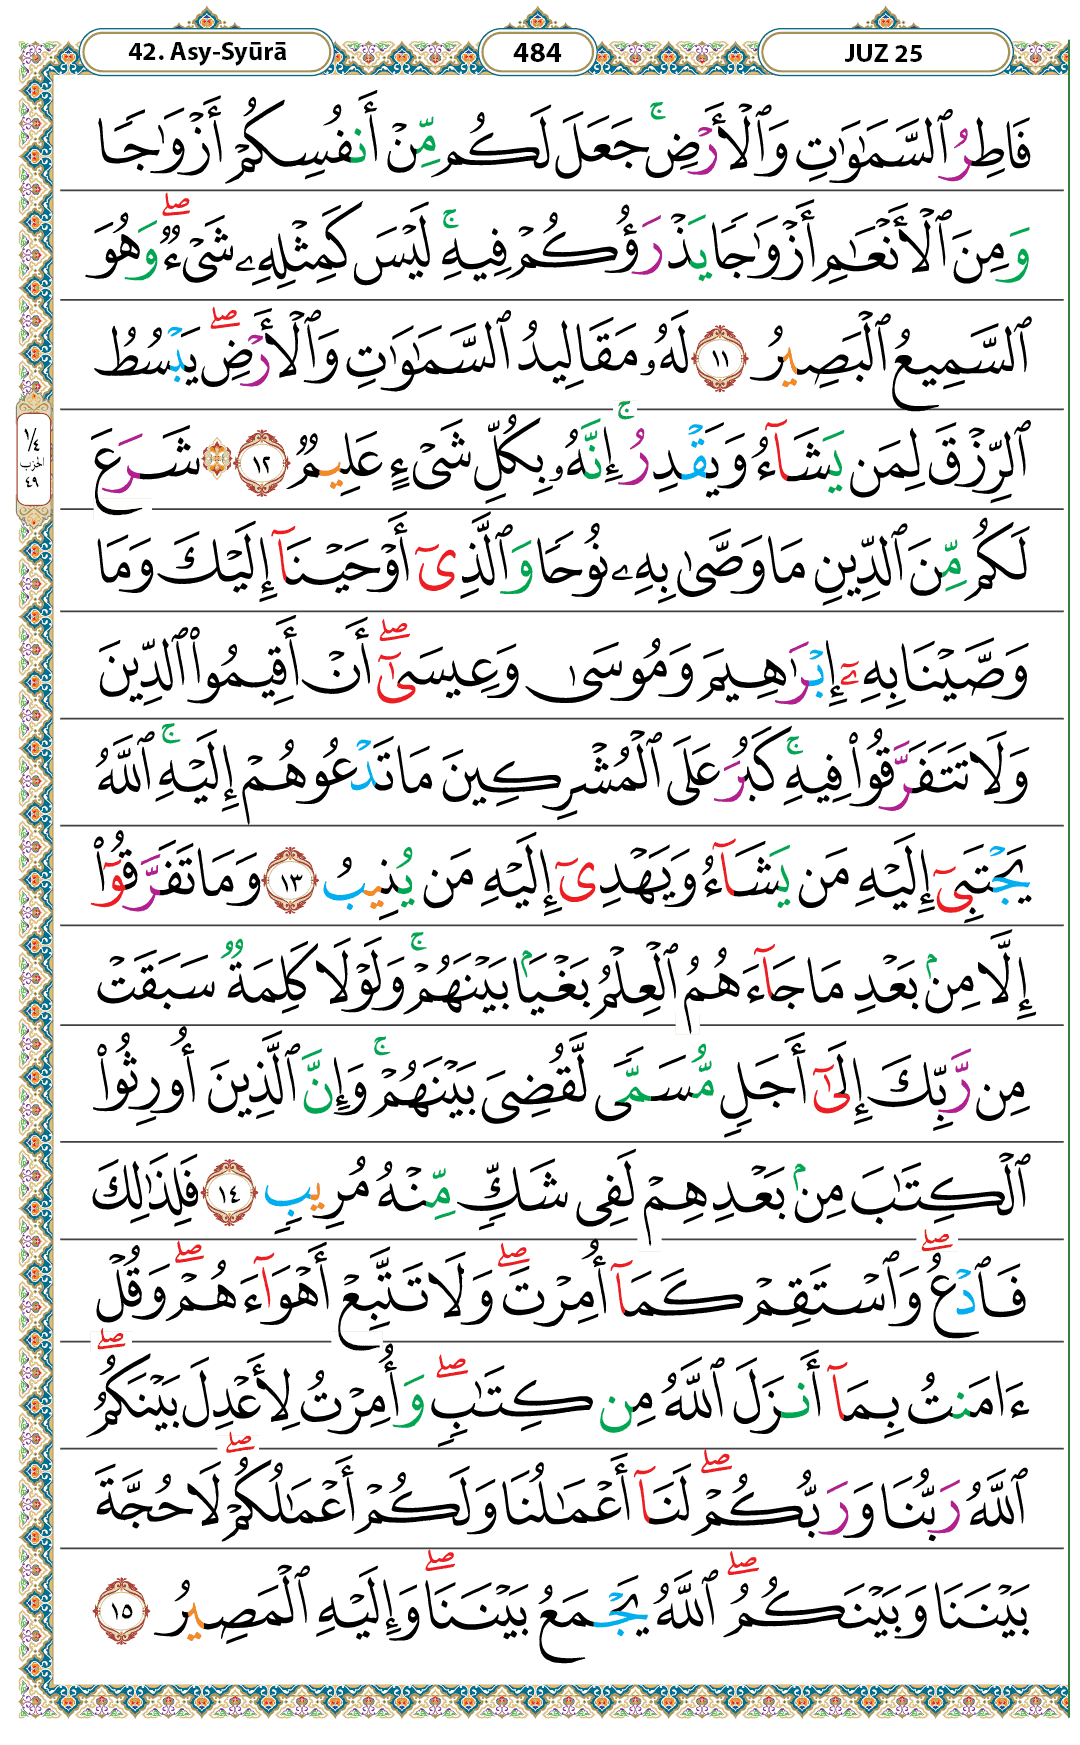 42. Asy-Syūrā
484
JUZ 25
فَاطِرُ ٱلسَّمَٰوَٰتِ وَٱلْأَرْضِ ۚ جَعَلَ لَكُم مِّنْ أَنفُسِكُمْ أَزْوَٰجًا
وَمِنَ ٱلْأَنْعَٰمِ أَزْوَٰجًا يَذْرَؤُكُمْ فِيهِ ۚ لَيْسَ كَمِثْلِهِۦ شَىْءٌ ۖ وَهُوَ
ٱلسَّمِيعُ ٱلْبَصِيرُ ١١ لَهُۥ مَقَالِيدُ ٱلسَّمَٰوَٰتِ وَٱلْأَرْضِ ۖ يَبْسُطُ
ٱلرِّزْقَ لِمَن يَشَآءُ وَيَقْدِرُ ۚ إِنَّهُۥ بِكُلِّ شَىْءٍ عَلِيمٌ ١٢ ۞ شَرَعَ
١/٤
الحزب
٤٩
لَكُم مِّنَ ٱلدِّينِ مَا وَصَّىٰ بِهِۦ نُوحًا وَٱلَّذِىٓ أَوْحَيْنَآ إِلَيْكَ وَمَا
وَصَّيْنَا بِهِۦٓ إِبْرَٰهِيمَ وَمُوسَىٰ وَعِيسَىٰٓ ۖ أَنْ أَقِيمُوا۟ ٱلدِّينَ
وَلَا تَتَفَرَّقُوا۟ فِيهِ ۚ كَبُرَ عَلَى ٱلْمُشْرِكِينَ مَا تَدْعُوهُمْ إِلَيْهِ ۚ ٱللَّهُ
يَجْتَبِىٓ إِلَيْهِ مَن يَشَآءُ وَيَهْدِىٓ إِلَيْهِ مَن يُنِيبُ ١٣ وَمَا تَفَرَّقُوٓا۟
إِلَّا مِنۢ بَعْدِ مَا جَآءَهُمُ ٱلْعِلْمُ بَغْيًۢا بَيْنَهُمْ ۚ وَلَوْلَا كَلِمَةٌ سَبَقَتْ
مِن رَّبِّكَ إِلَىٰٓ أَجَلٍ مُّسَمًّى لَّقُضِىَ بَيْنَهُمْ ۚ وَإِنَّ ٱلَّذِينَ أُورِثُوا۟
ٱلْكِتَٰبَ مِنۢ بَعْدِهِمْ لَفِى شَكٍّ مِّنْهُ مُرِيبٍ ١٤ فَلِذَٰلِكَ
فَٱدْعُ ۖ وَٱسْتَقِمْ كَمَآ أُمِرْتَ ۖ وَلَا تَتَّبِعْ أَهْوَآءَهُمْ ۖ وَقُلْ
ءَامَنتُ بِمَآ أَنزَلَ ٱللَّهُ مِن كِتَٰبٍ ۖ وَأُمِرْتُ لِأَعْدِلَ بَيْنَكُمُ ۖ
ٱللَّهُ رَبُّنَا وَرَبُّكُمْ ۖ لَنَآ أَعْمَٰلُنَا وَلَكُمْ أَعْمَٰلُكُمْ ۖ لَا حُجَّةَ
بَيْنَنَا وَبَيْنَكُمُ ۖ ٱللَّهُ يَجْمَعُ بَيْنَنَا ۖ وَإِلَيْهِ ٱلْمَصِيرُ ١٥